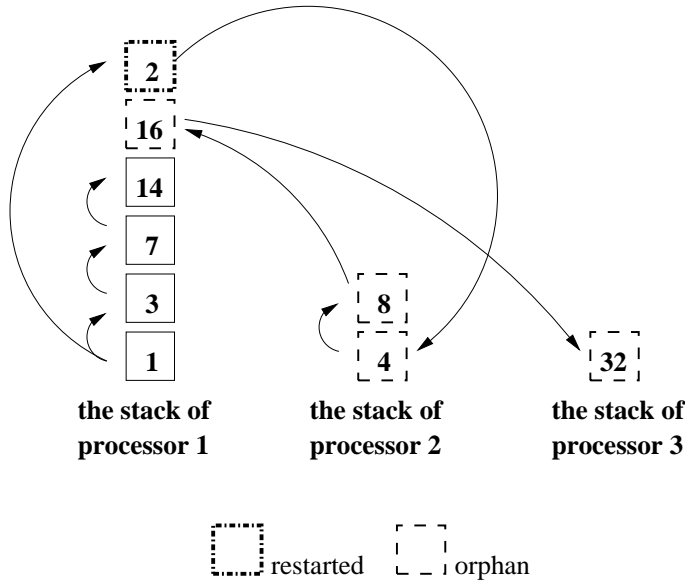 2
16
14
7
3
1
8
4
32
the stack of
processor 1
the stack of
processor 2
the stack of
processor 3
restarted
orphan